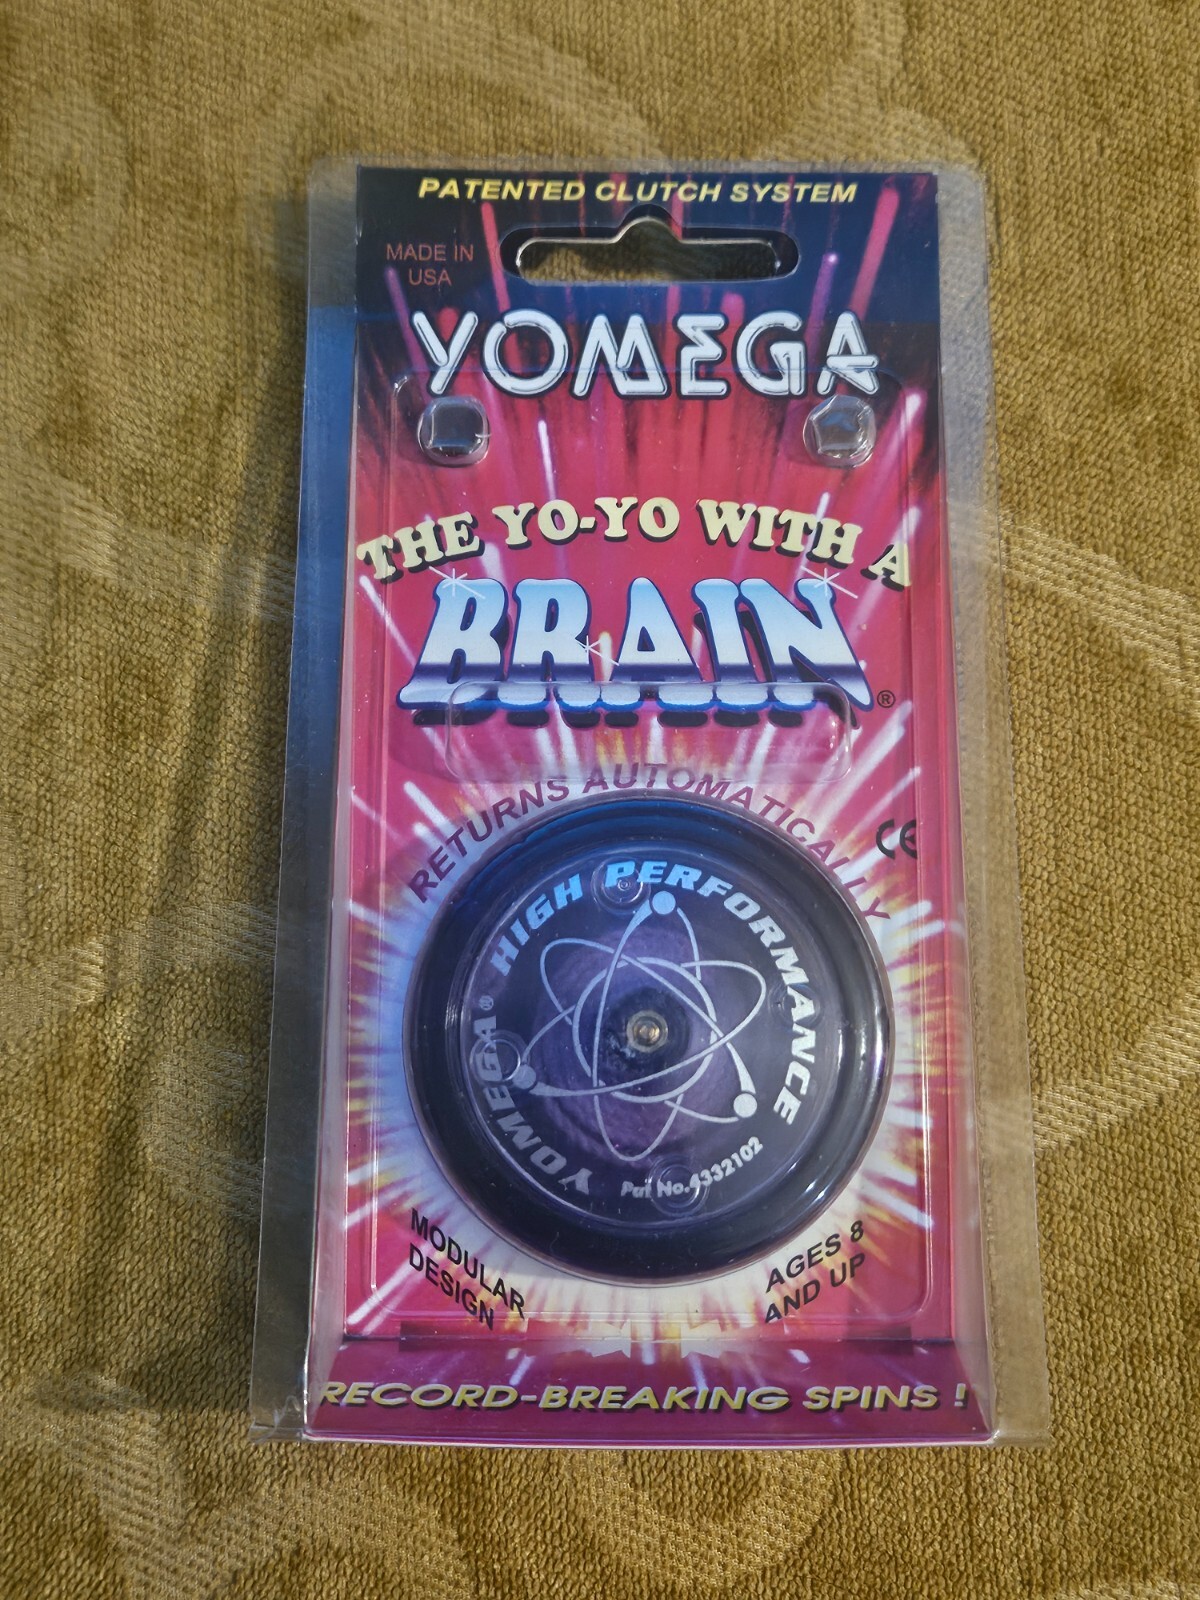 PATENTED CLUTCH SYSTEM
MADE IN
USA
YOMEGA
THE YO-YO WITH A
BRAIN®
RETURNS AUTOMATICALLY
CE
YOMEGA® HIGH PERFORMANCE
Pat No.4332102
MODULAR
DESIGN
AGES 8
AND UP
RECORD-BREAKING SPINS !